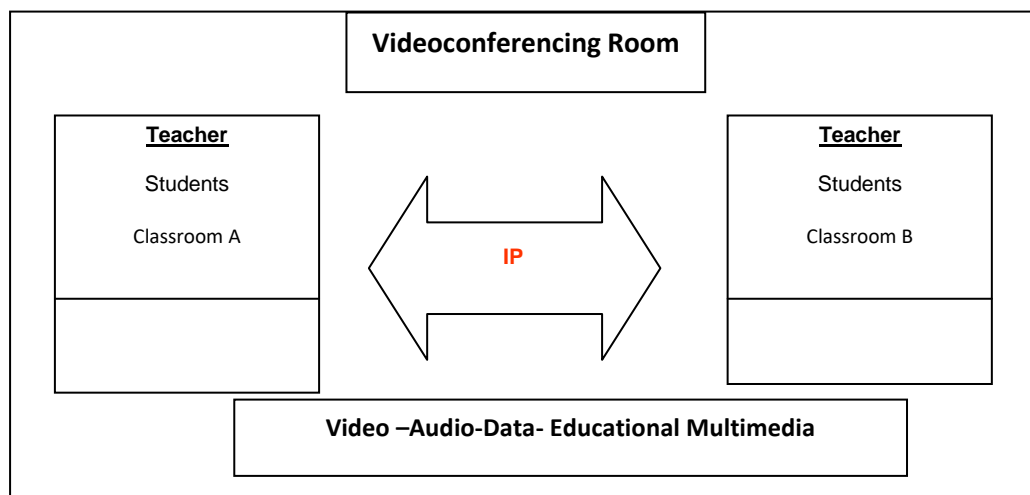 Videoconferencing Room
Teacher
Students
Classroom A
IP
Teacher
Students
Classroom B
Video –Audio-Data- Educational Multimedia